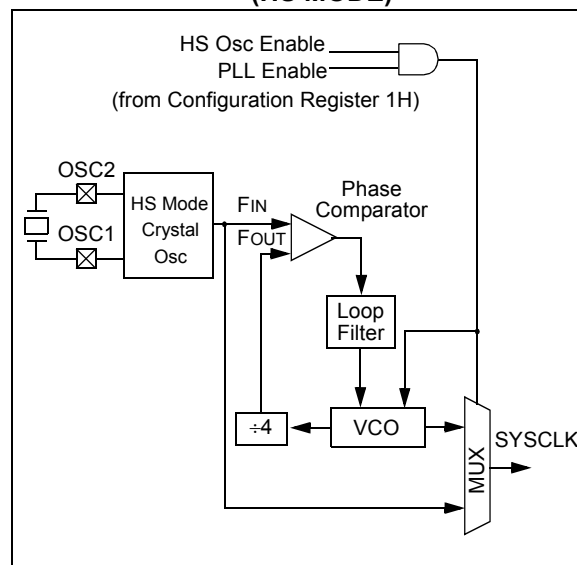 (HS MODE)
HS Osc Enable
PLL Enable
(from Configuration Register 1H)
OSC2
OSC1
HS Mode
Crystal
Osc
FIN
FOUT
Phase
Comparator
Loop
Filter
÷4
VCO
MUX
SYSCLK